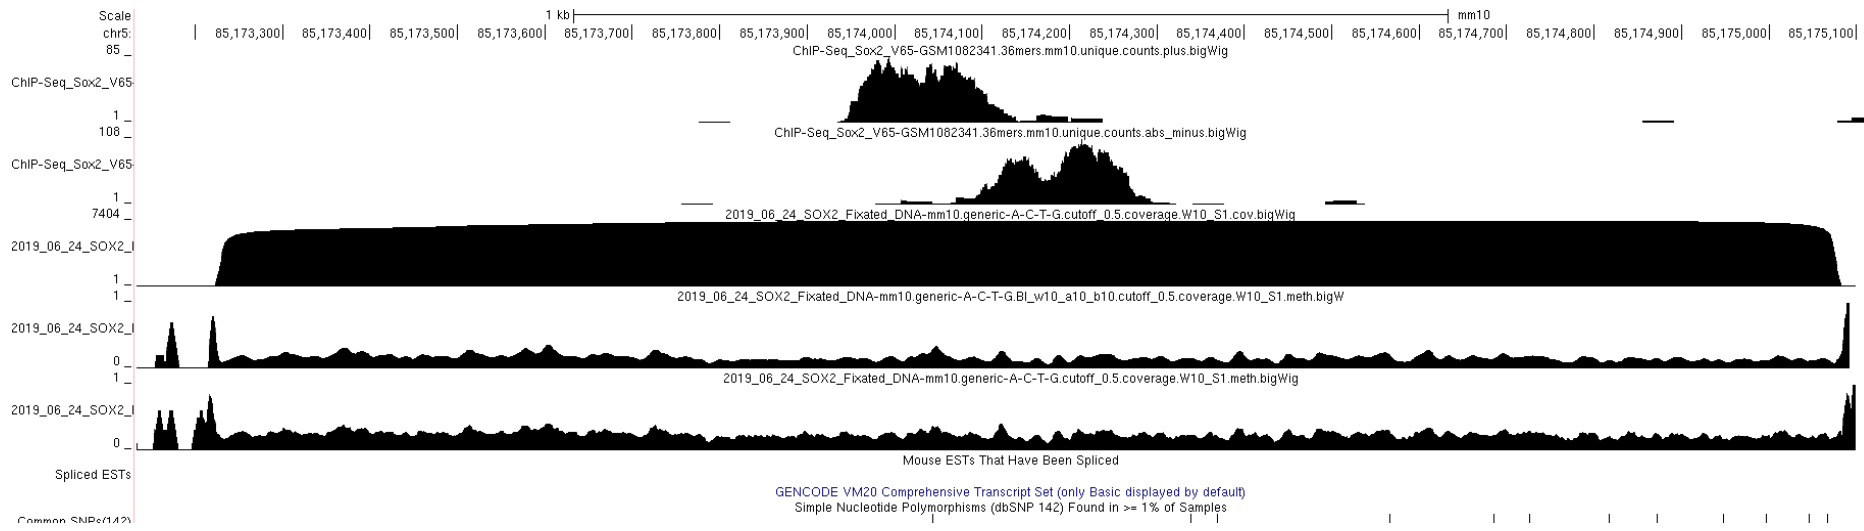 Scale 1 kb mm10
chr5: 85,173,300 85,173,400 85,173,500 85,173,600 85,173,700 85,173,800 85,173,900 85,174,000 85,174,100 85,174,200 85,174,300 85,174,400 85,174,500 85,174,600 85,174,700 85,174,800 85,174,900 85,175,000 85,175,100
ChIP-Seq_Sox2_V65-GSM1082341.36mers.mm10.unique.counts.plus.bigWig
85
ChIP-Seq_Sox2_V65
1
ChIP-Seq_Sox2_V65-GSM1082341.36mers.mm10.unique.counts.abs_minus.bigWig
108
ChIP-Seq_Sox2_V65
1
2019_06_24_SOX2_Fixated_DNA-mm10.generic-A-C-T-G.cutoff_0.5.coverage.W10_S1.cov.bigWig
7404
2019_06_24_SOX2_I
1
2019_06_24_SOX2_Fixated_DNA-mm10.generic-A-C-T-G.BI_w10_a10_b10.cutoff_0.5.coverage.W10_S1.meth.bigW
1
2019_06_24_SOX2_I
0
2019_06_24_SOX2_Fixated_DNA-mm10.generic-A-C-T-G.cutoff_0.5.coverage.W10_S1.meth.bigWig
1
2019_06_24_SOX2_I
0
Mouse ESTs That Have Been Spliced
Spliced ESTs
GENCODE VM20 Comprehensive Transcript Set (only Basic displayed by default)
Simple Nucleotide Polymorphisms (dbSNP 142) Found in >= 1% of Samples
Common SNPs(142)